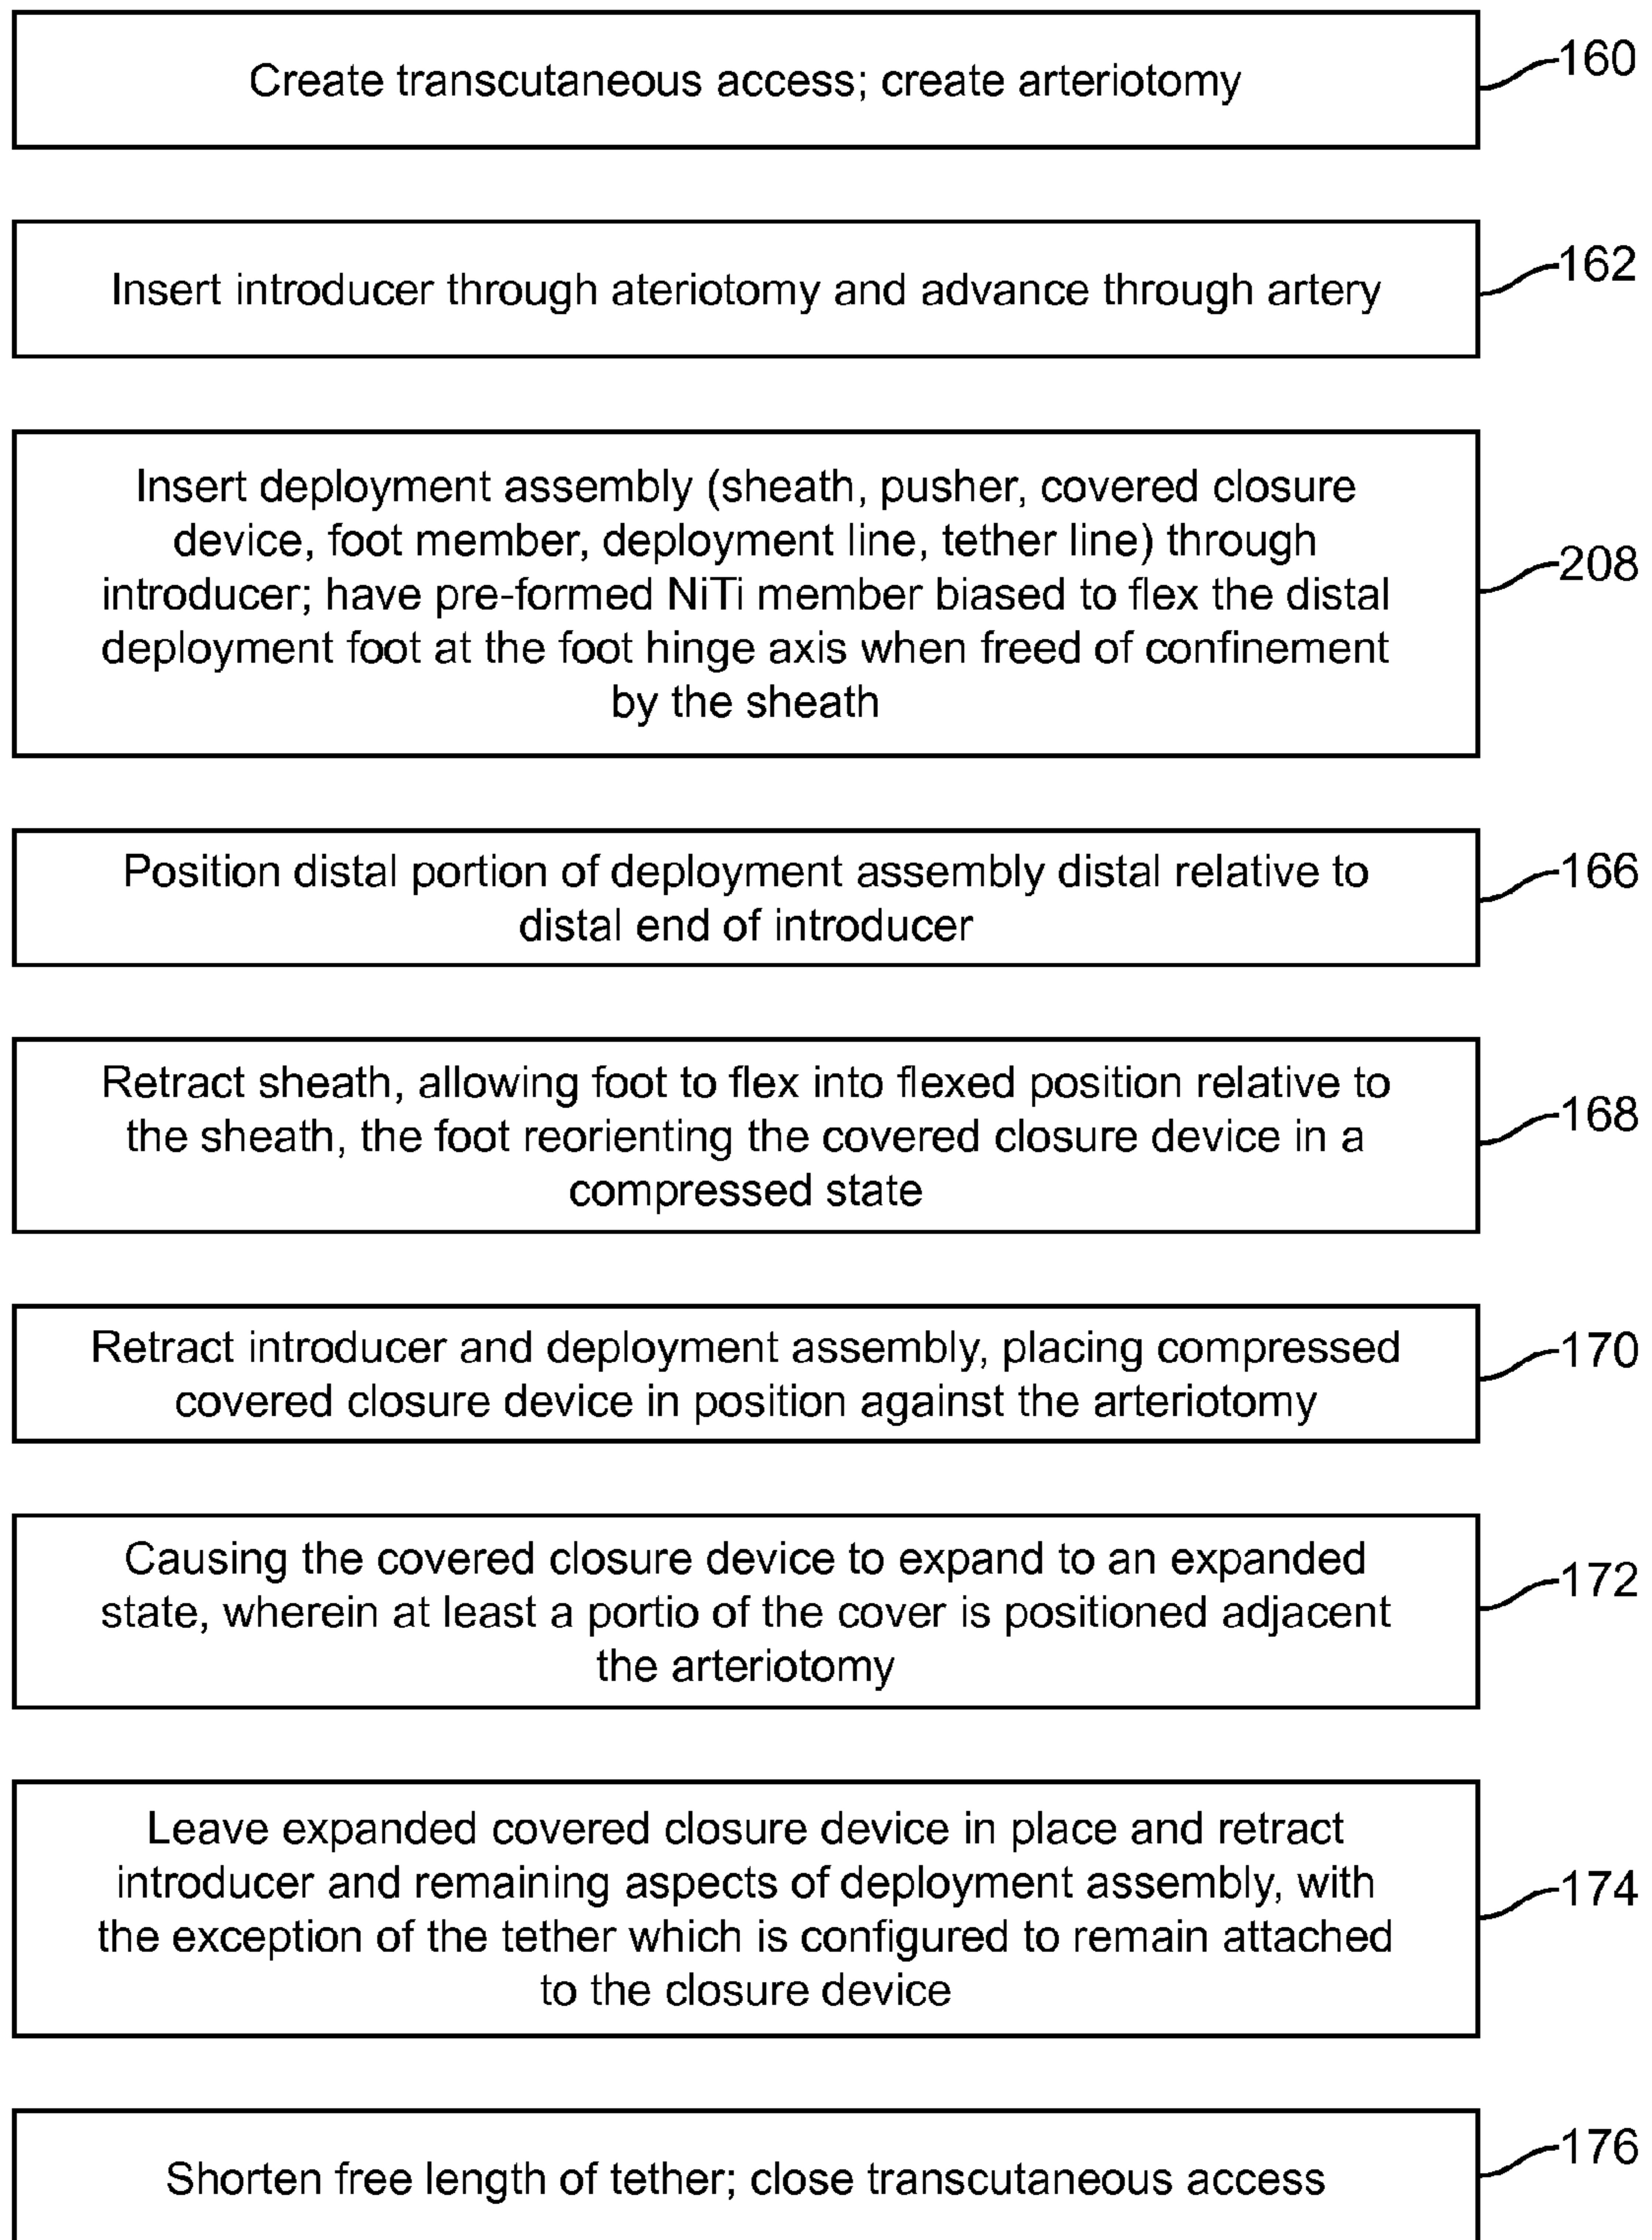 Create transcutaneous access; create arteriotomy
160
Insert introducer through ateriotomy and advance through artery
162
Insert deployment assembly (sheath, pusher, covered closure
device, foot member, deployment line, tether line) through
introducer; have pre-formed NiTi member biased to flex the distal
deployment foot at the foot hinge axis when freed of confinement
by the sheath
208
Position distal portion of deployment assembly distal relative to
distal end of introducer
166
Retract sheath, allowing foot to flex into flexed position relative to
the sheath, the foot reorienting the covered closure device in a
compressed state
168
Retract introducer and deployment assembly, placing compressed
covered closure device in position against the arteriotomy
170
Causing the covered closure device to expand to an expanded
state, wherein at least a portio of the cover is positioned adjacent
the arteriotomy
172
Leave expanded covered closure device in place and retract
introducer and remaining aspects of deployment assembly, with
the exception of the tether which is configured to remain attached
to the closure device
174
Shorten free length of tether; close transcutaneous access
176